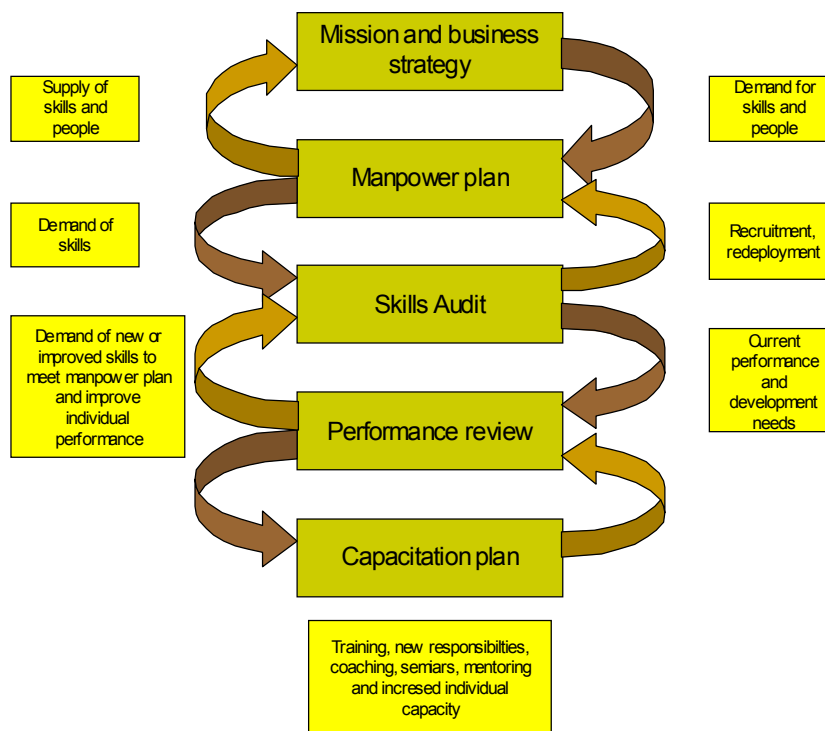 Mission and business
strategy
Supply of
skills and
people
Demand for
skills and
people
Manpower plan
Demand of
skills
Recruitment,
redeployment
Skills Audit
Demand of new or
improved skills to
meet manpower plan
and improve
individual
performance
Current
performance
and
development
needs
Performance review
Capacitation plan
Training, new responsibilties,
coaching, semiars, mentoring
and incresed individual
capacity